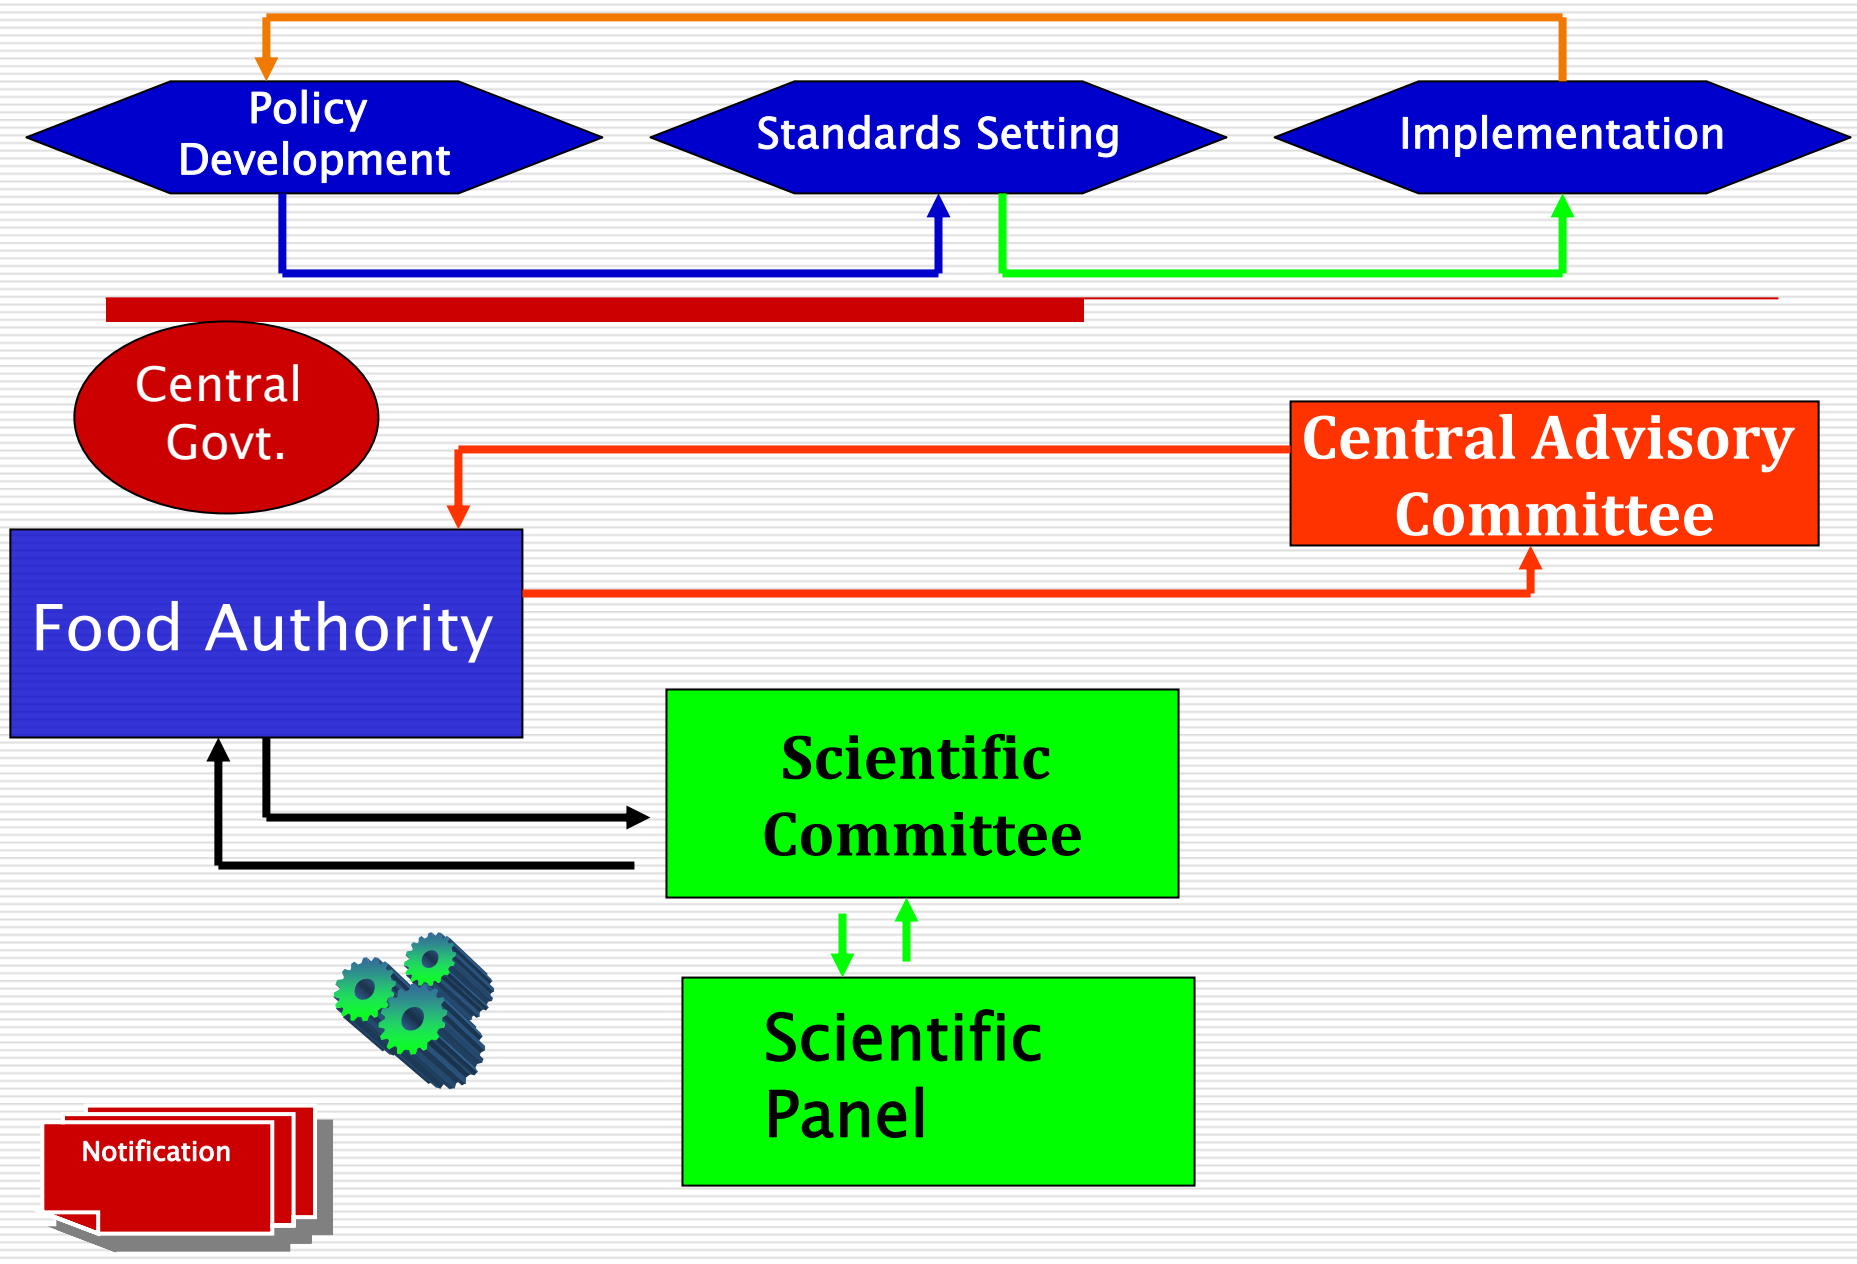 Policy
Development
Standards Setting
Implementation
Central
Govt.
Central Advisory
Committee
Food Authority
Scientific
Committee
Scientific
Panel
Notification